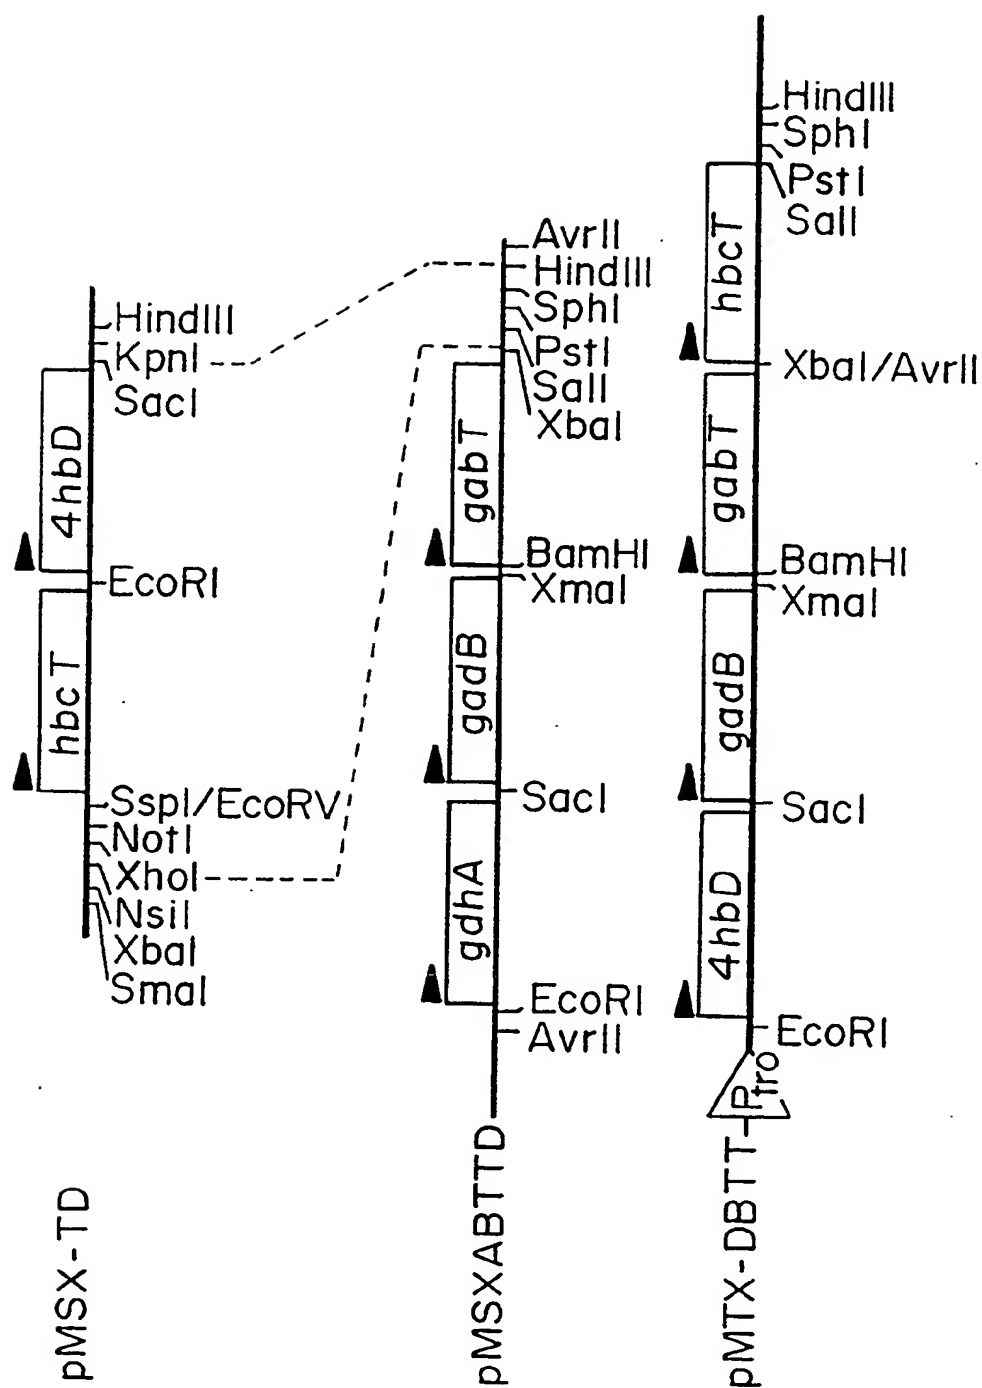 pMSX-TD
HindIII
KpnI
SacI
4hbD
EcoRI
hbcT
SspI/EcoRV
NotI
XhoI
NsiI
XbaI
SmaI
pMSXABTTD
AvrII
HindIII
SphI
PstI
SalI
XbaI
gabT
BamHI
XmaI
gadB
SacI
gdhA
EcoRI
AvrII
pMTX-DBTT
HindIII
SphI
PstI
SalI
hbcT
XbaI/AvrII
gabT
BamHI
XmaI
gadB
SacI
4hbD
EcoRI
Ptro